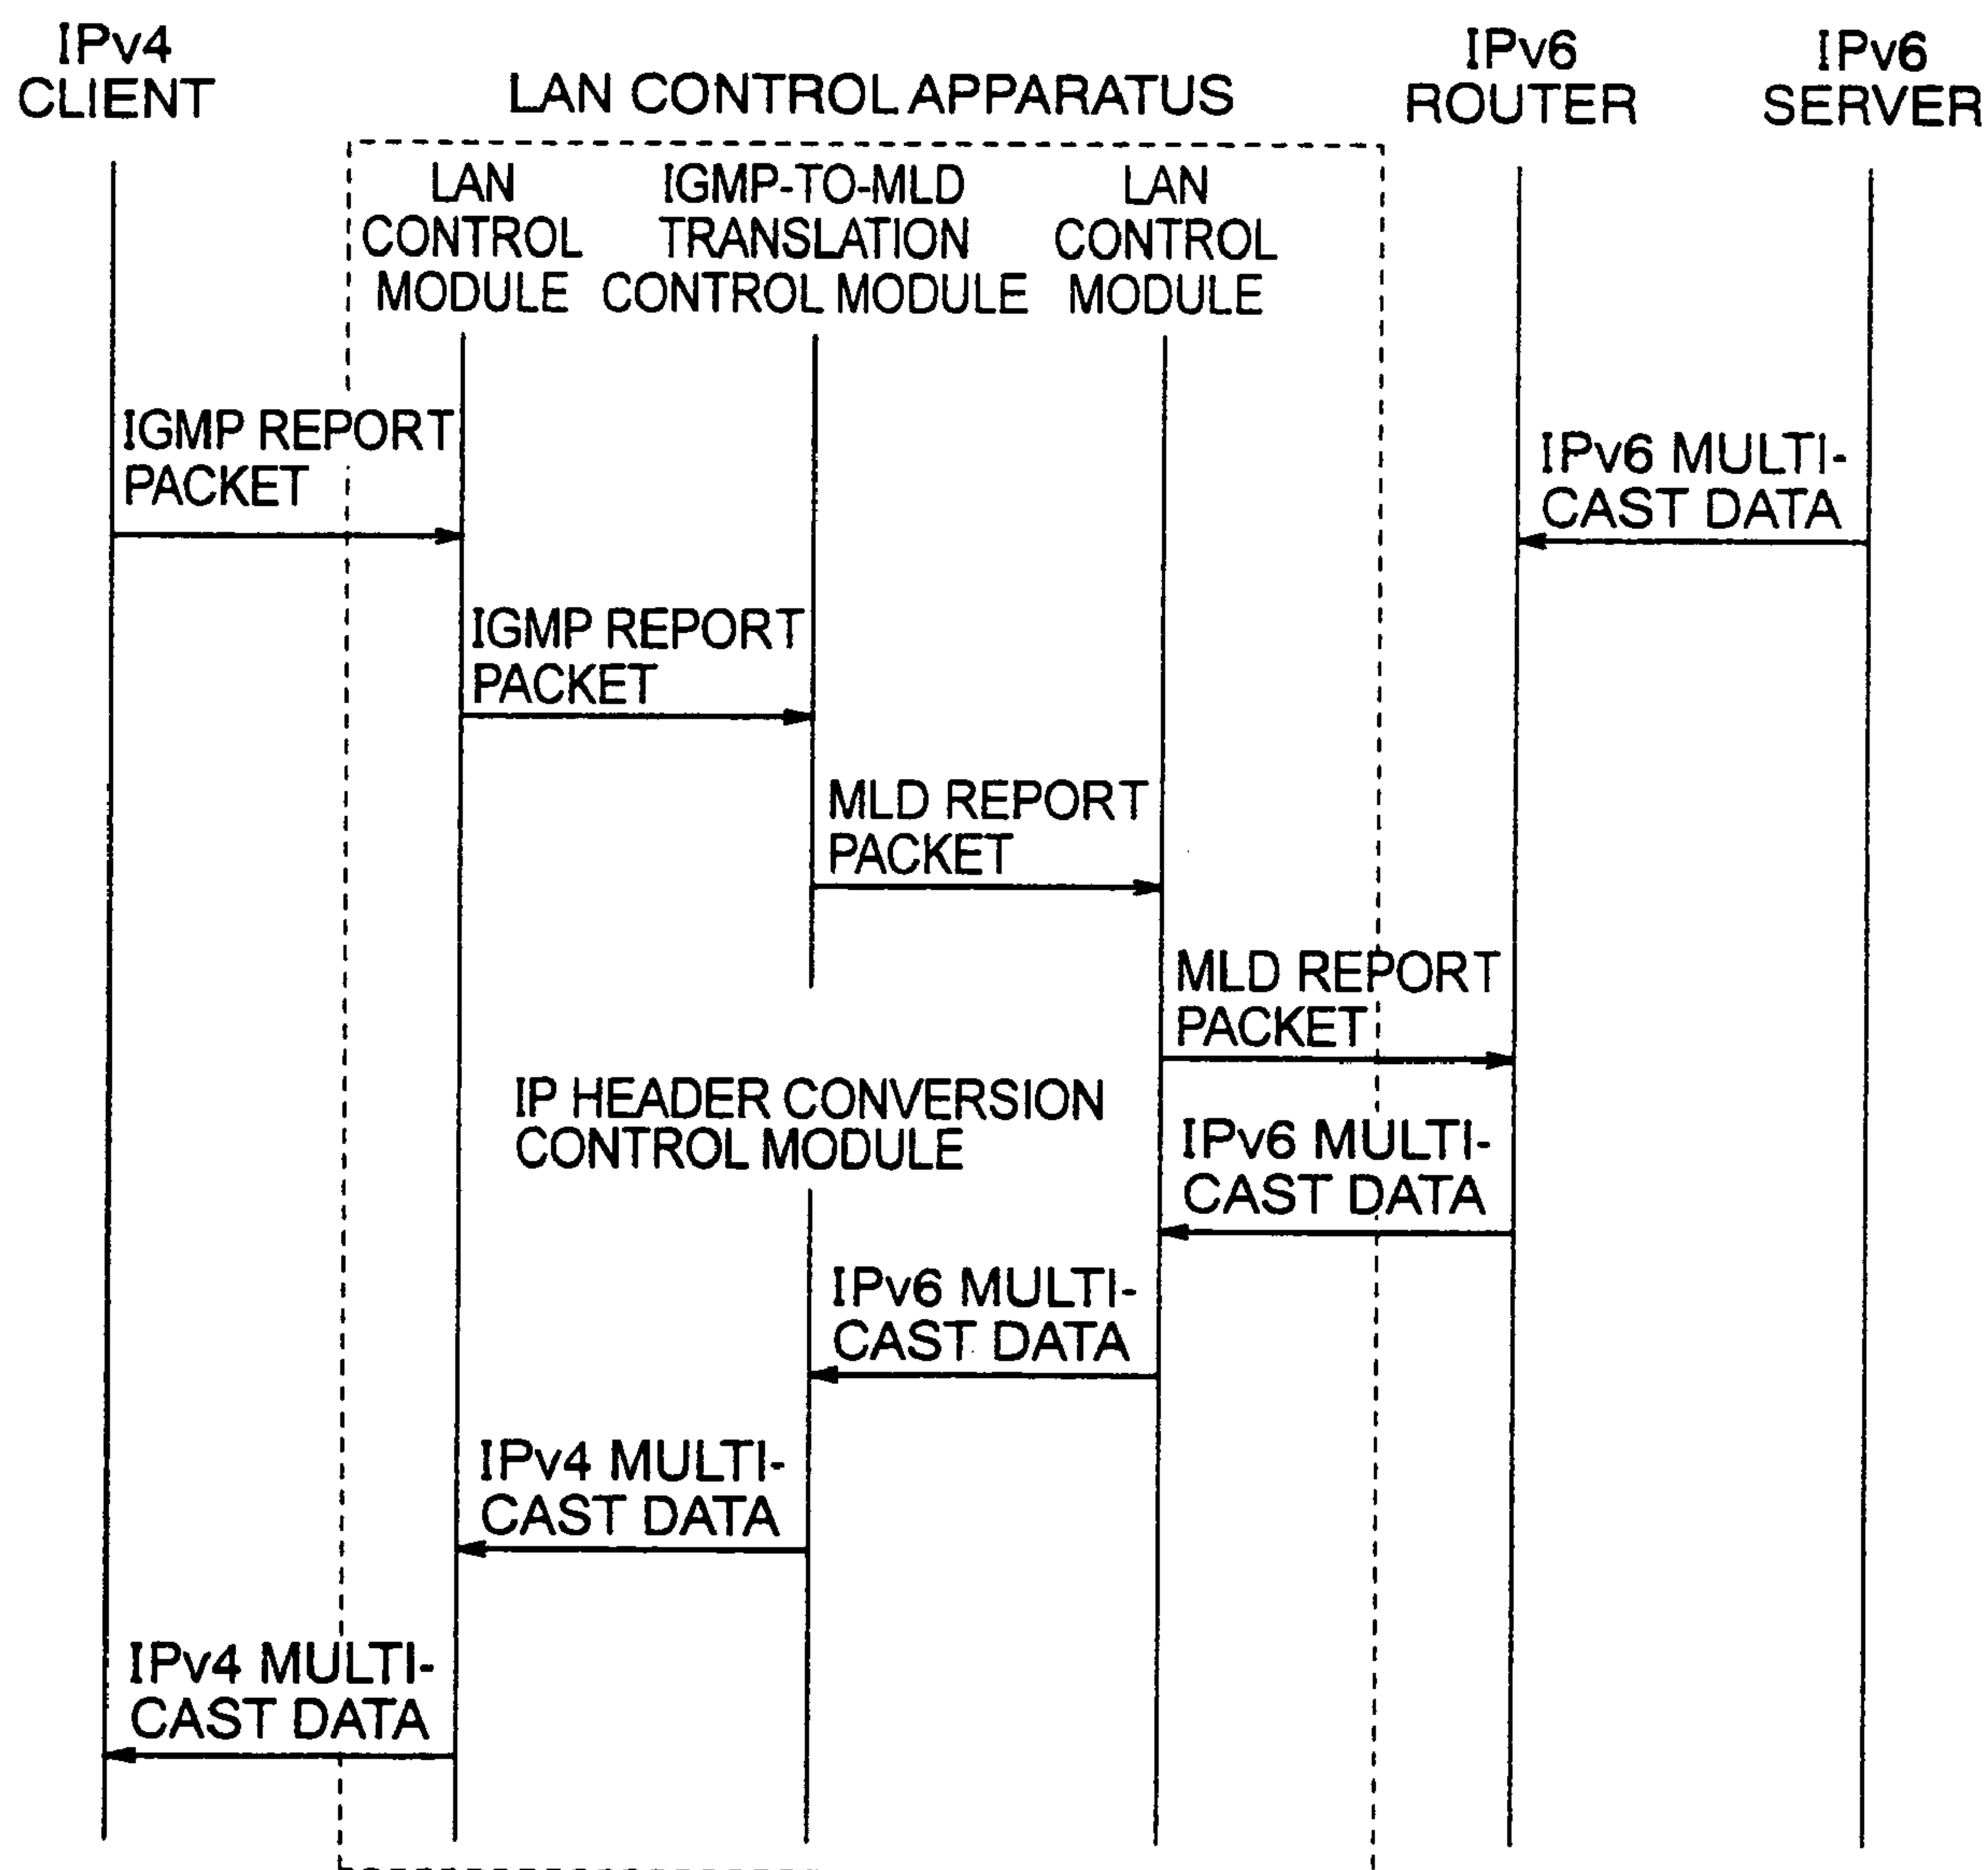 IPv4
CLIENT
LAN CONTROL APPARATUS
IPv6
ROUTER
IPv6
SERVER
LAN
CONTROL
MODULE
IGMP-TO-MLD
TRANSLATION
CONTROL MODULE
LAN
CONTROL
MODULE
IGMP REPORT
PACKET
IPv6 MULTI-
CAST DATA
IGMP REPORT
PACKET
MLD REPORT
PACKET
MLD REPORT
PACKET
IP HEADER CONVERSION
CONTROL MODULE
IPv6 MULTI-
CAST DATA
IPv6 MULTI-
CAST DATA
IPv4 MULTI-
CAST DATA
IPv4 MULTI-
CAST DATA